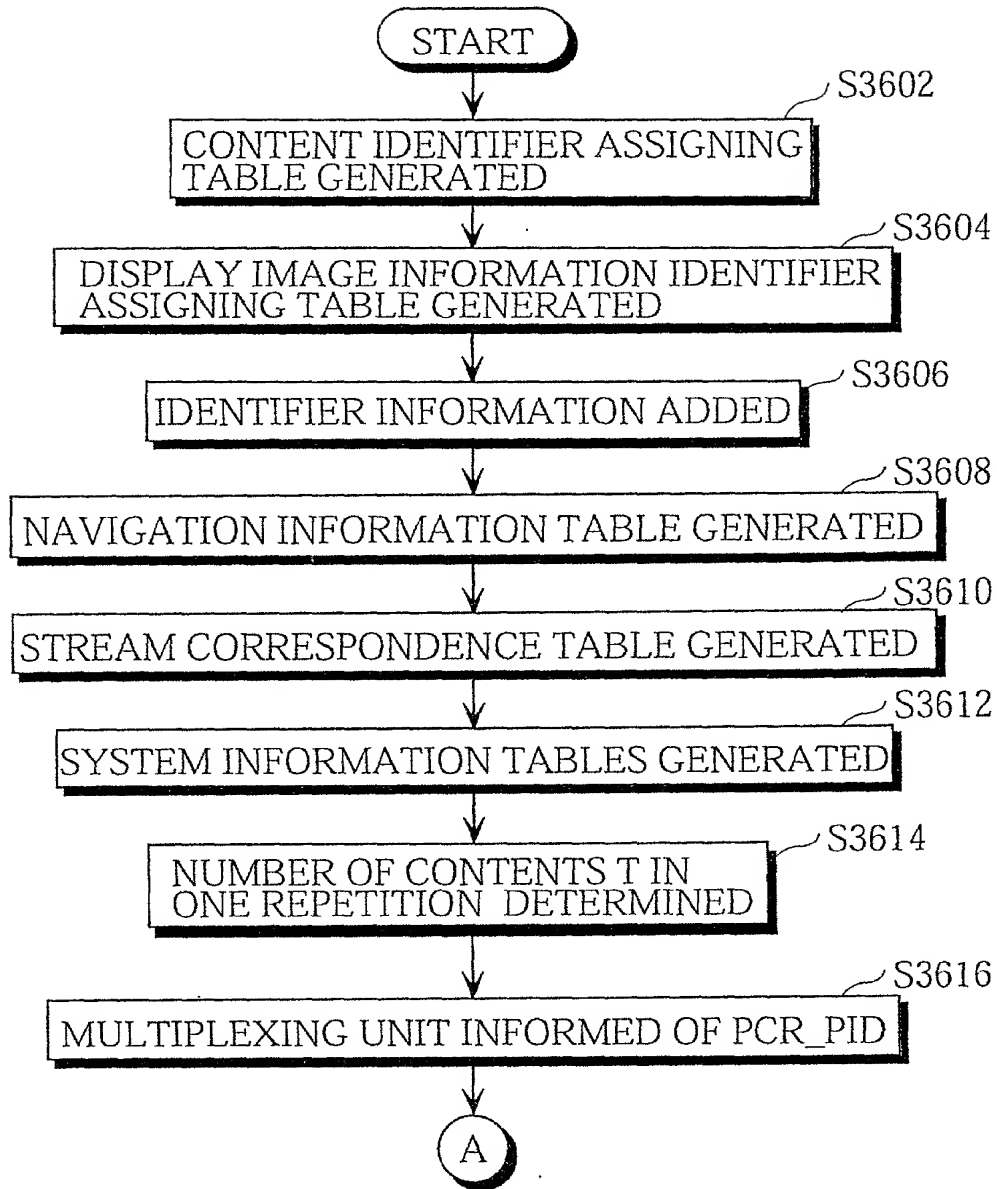 START
S3602
CONTENT IDENTIFIER ASSIGNING
TABLE GENERATED
S3604
DISPLAY IMAGE INFORMATION IDENTIFIER
ASSIGNING TABLE GENERATED
S3606
IDENTIFIER INFORMATION ADDED
S3608
NAVIGATION INFORMATION TABLE GENERATED
S3610
STREAM CORRESPONDENCE TABLE GENERATED
S3612
SYSTEM INFORMATION TABLES GENERATED
S3614
NUMBER OF CONTENTS T IN
ONE REPETITION DETERMINED
S3616
MULTIPLEXING UNIT INFORMED OF PCR_PID
A